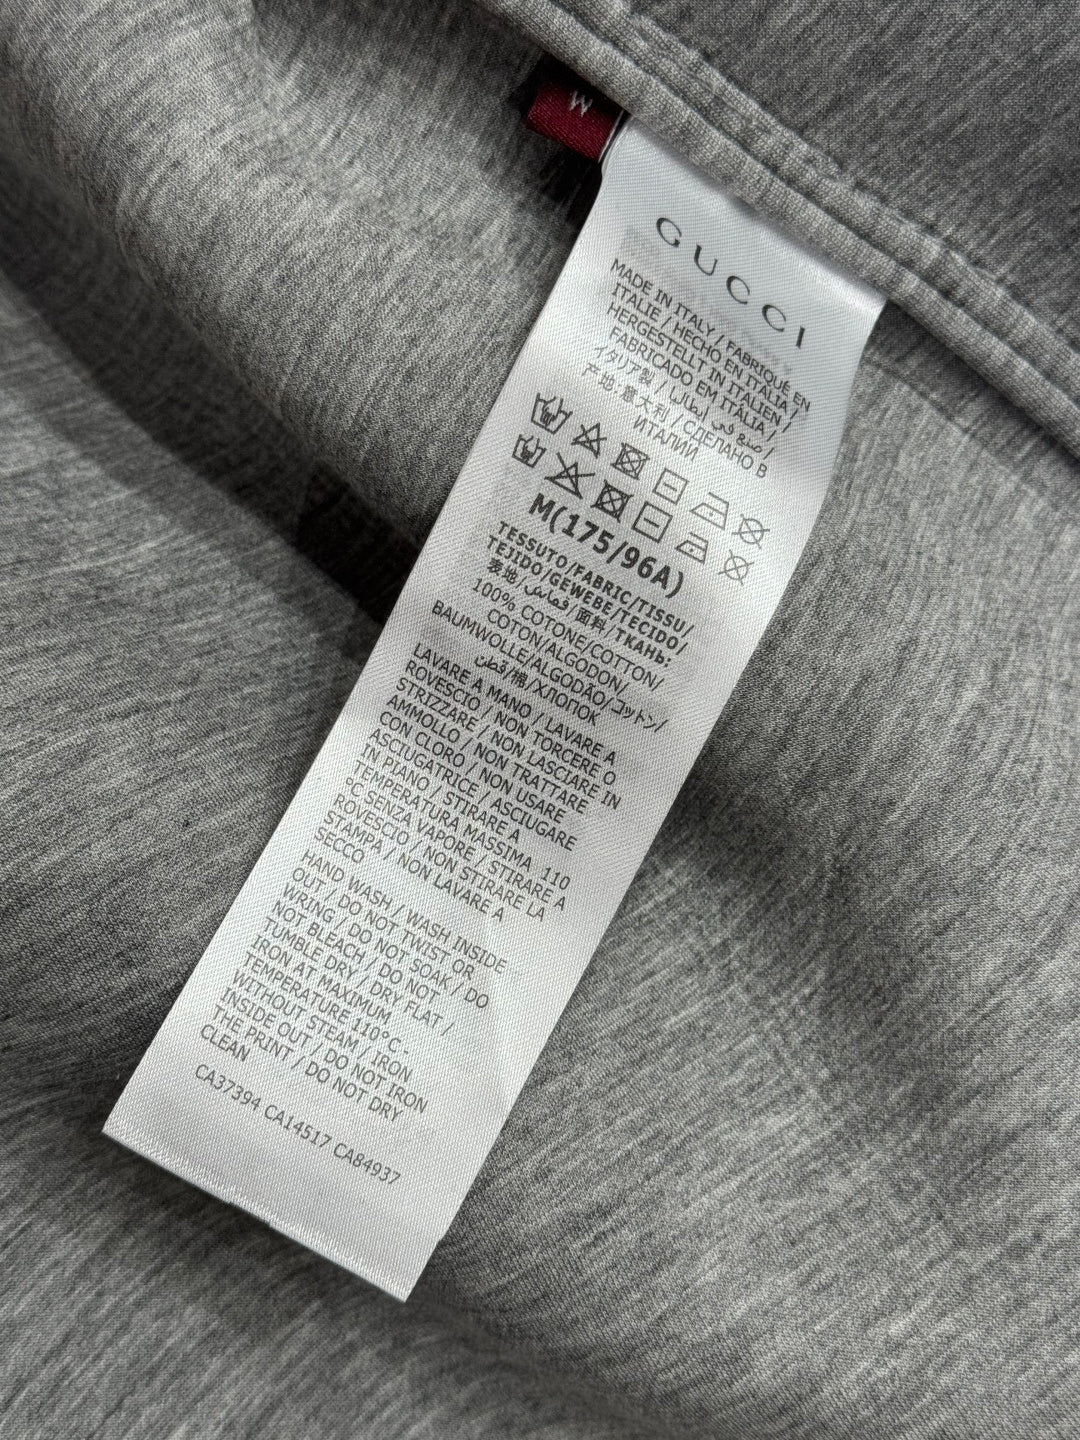 M
GUCCI
MADE IN ITALY / FABRIQUÉ EN
ITALIE / HECHO EN ITALIA /
HERGESTELLT IN ITALIEN /
FABRICADO EM ITÁLIA /
イタリア製 / صنع في إيطاليا /
产地:意大利 / СДЕЛАНО В
ИТАЛИИ
M(175/96A)
TESSUTO/FABRIC/TISSU/
TEJIDO/GEWEBE/TECIDO/
表地/قماش/面料/ТКАНЬ:
100% COTONE/COTTON/
COTON/ALGODON/
BAUMWOLLE/ALGODÃO/コットン/
قطن/棉/ХЛОПОК
LAVARE A MANO / LAVARE A
ROVESCIO / NON TORCERE O
STRIZZARE / NON LASCIARE IN
AMMOLLO / NON TRATTARE
CON CLORO / NON USARE
ASCIUGATRICE / ASCIUGARE
IN PIANO / STIRARE A
TEMPERATURA MASSIMA 110
°C SENZA VAPORE / STIRARE A
ROVESCIO / NON STIRARE LA
STAMPA / NON LAVARE A
SECCO
HAND WASH / WASH INSIDE
OUT / DO NOT TWIST OR
WRING / DO NOT SOAK / DO
NOT BLEACH / DO NOT
TUMBLE DRY / DRY FLAT /
IRON AT MAXIMUM
TEMPERATURE 110°C -
WITHOUT STEAM / IRON
INSIDE OUT / DO NOT IRON
THE PRINT / DO NOT DRY
CLEAN
CA37394 CA14517 CA84937